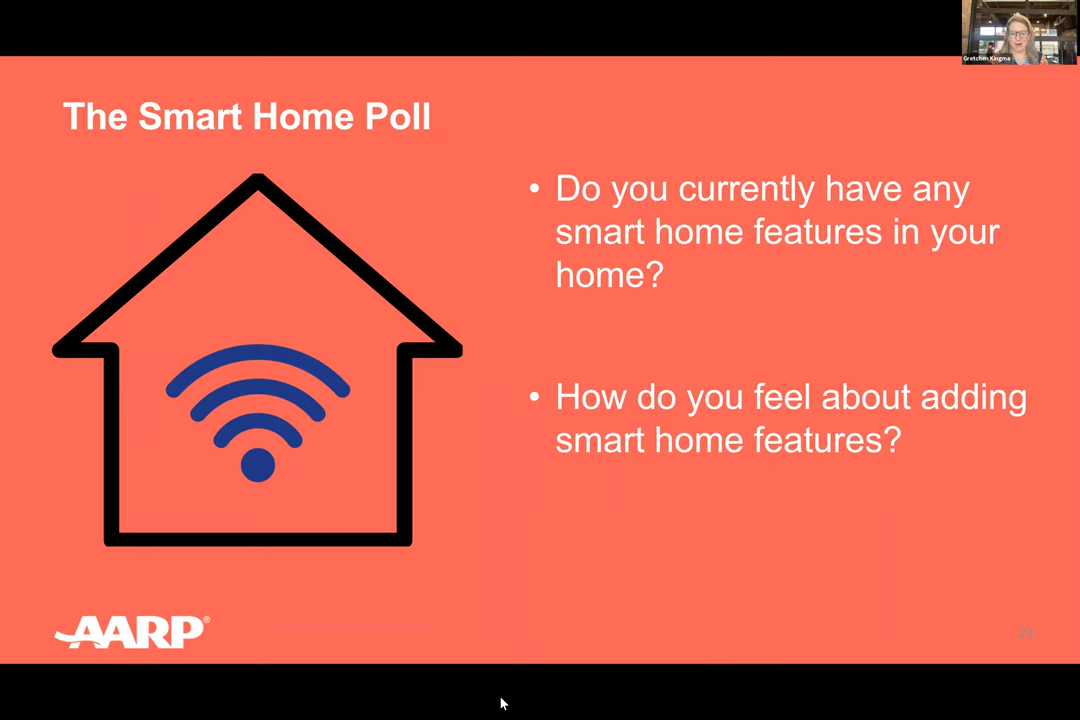 Gretchen Kingma
The Smart Home Poll
• Do you currently have any
smart home features in your
home?
• How do you feel about adding
smart home features?
AARP®
23